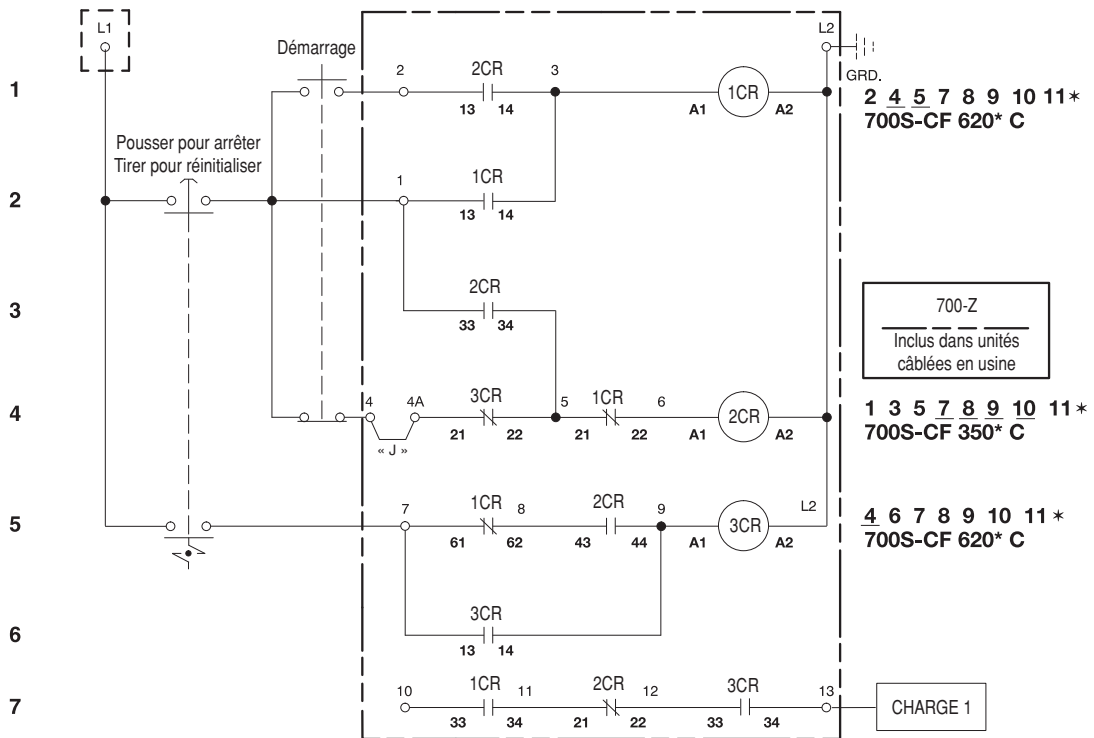 L1
L2
GRD.
Démarrage
1
2
2CR
3
13 14
A1
1CR
A2
2 4 5 7 8 9 10 11*
700S-CF 620* C
Pousser pour arrêter
Tirer pour réinitialiser
2
1
1CR
13 14
3
2CR
33 34
700-Z
Inclus dans unités
câblées en usine
4
4
4A
« J »
3CR
21 22
5
1CR
21 22
6
A1
2CR
A2
1 3 5 7 8 9 10 11*
700S-CF 350* C
5
7
1CR
61 62
8
2CR
43 44
9
A1
3CR
A2
L2
4 6 7 8 9 10 11*
700S-CF 620* C
6
3CR
13 14
7
10
1CR
33 34
11
2CR
21 22
12
3CR
33 34
13
CHARGE 1